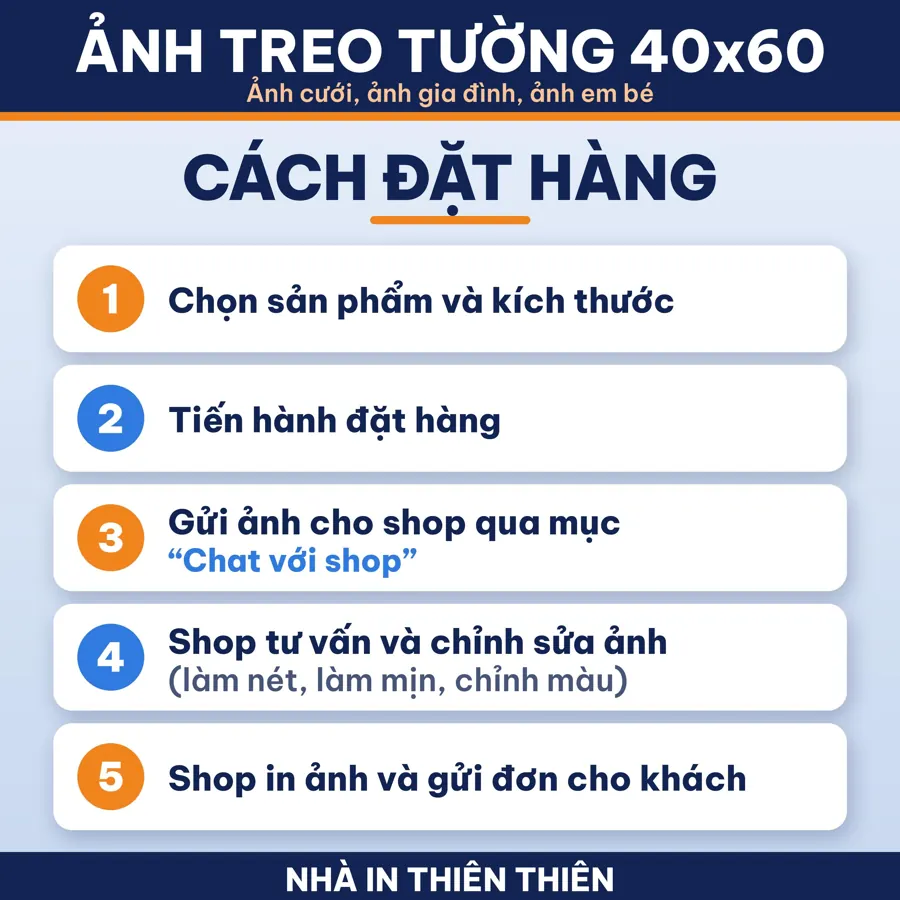 ẢNH TREO TƯỜNG 40x60
Ảnh cưới, ảnh gia đình, ảnh em bé
CÁCH ĐẶT HÀNG
1
Chọn sản phẩm và kích thước
2
Tiến hành đặt hàng
3
Gửi ảnh cho shop qua mục
“Chat với shop”
4
Shop tư vấn và chỉnh sửa ảnh
(làm nét, làm mịn, chỉnh màu)
5
Shop in ảnh và gửi đơn cho khách
NHÀ IN THIÊN THIÊN